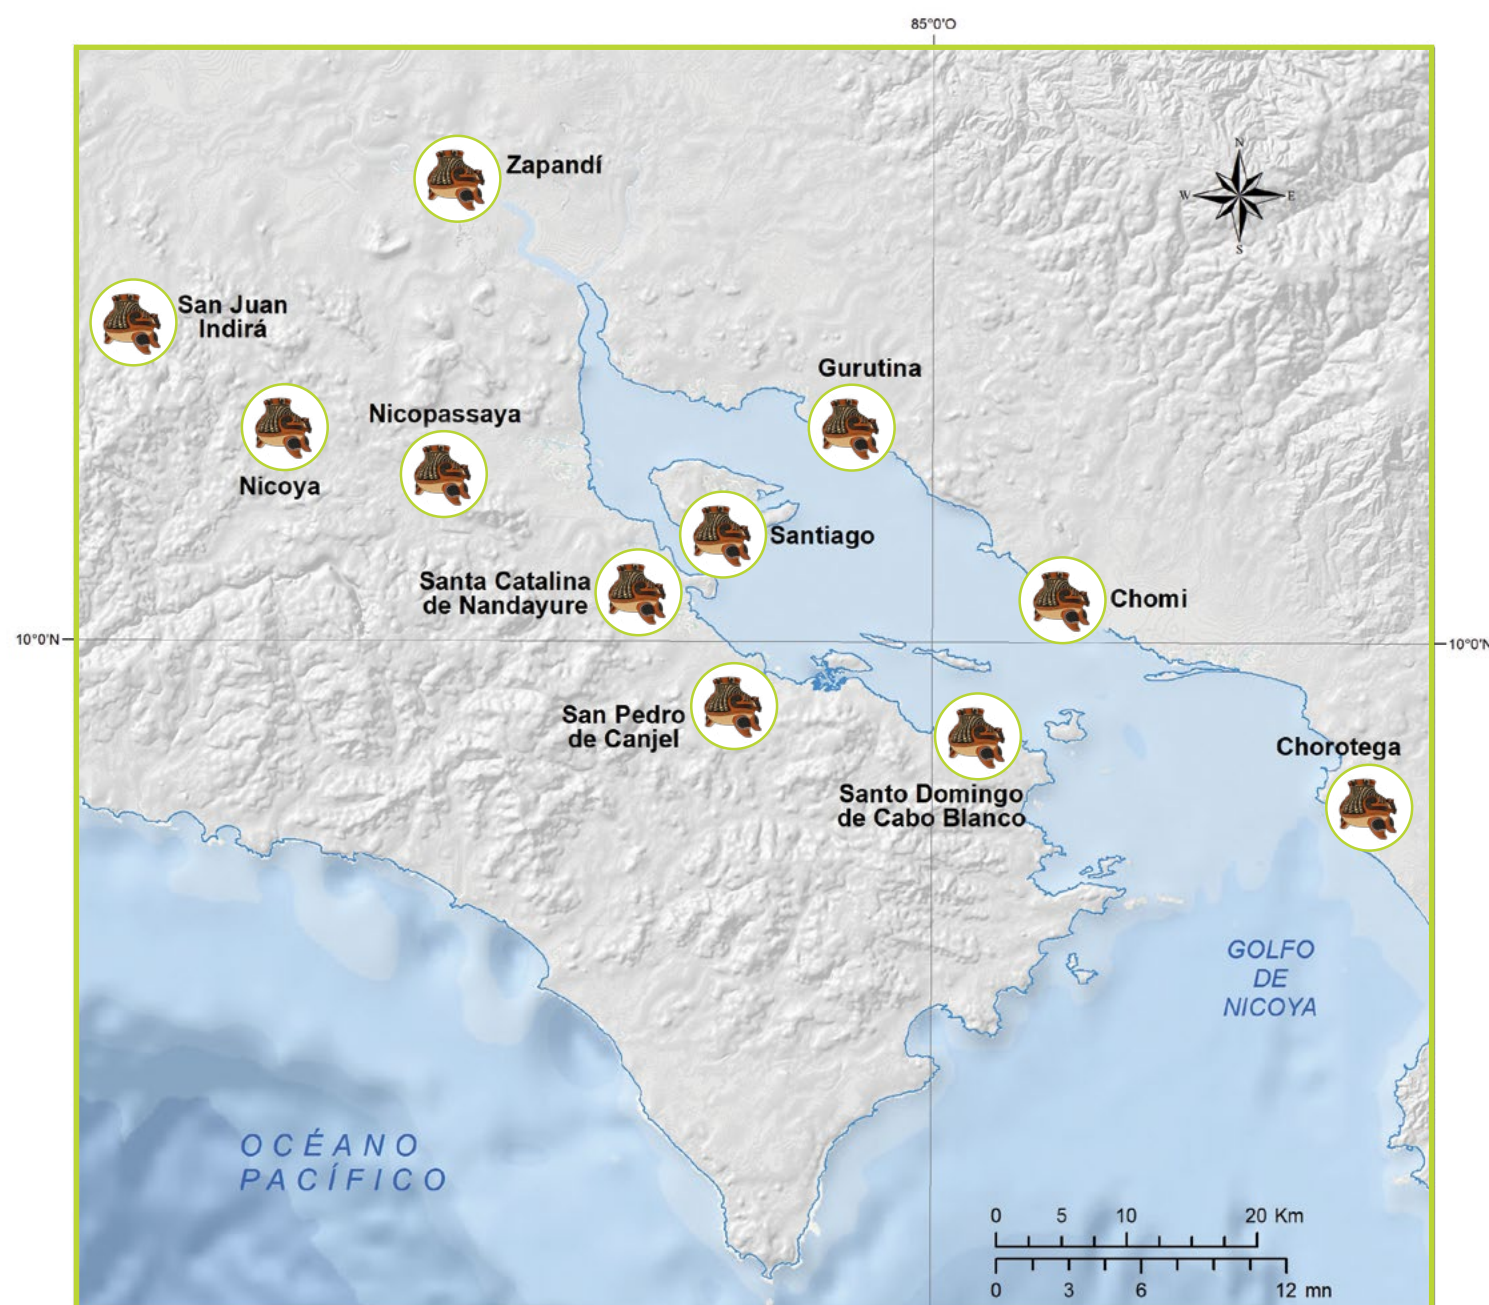 85°0'O
N
W
E
S
Zapandí
San Juan
Indirá
Gurutina
Nicopassaya
Nicoya
Santiago
Santa Catalina
de Nandayure
Chomi
10°0'N
10°0'N
San Pedro
de Canjel
Chorotega
Santo Domingo
de Cabo Blanco
GOLFO
DE
NICOYA
OCÉANO
PACÍFICO
0 5 10 20 Km
0 3 6 12 mn